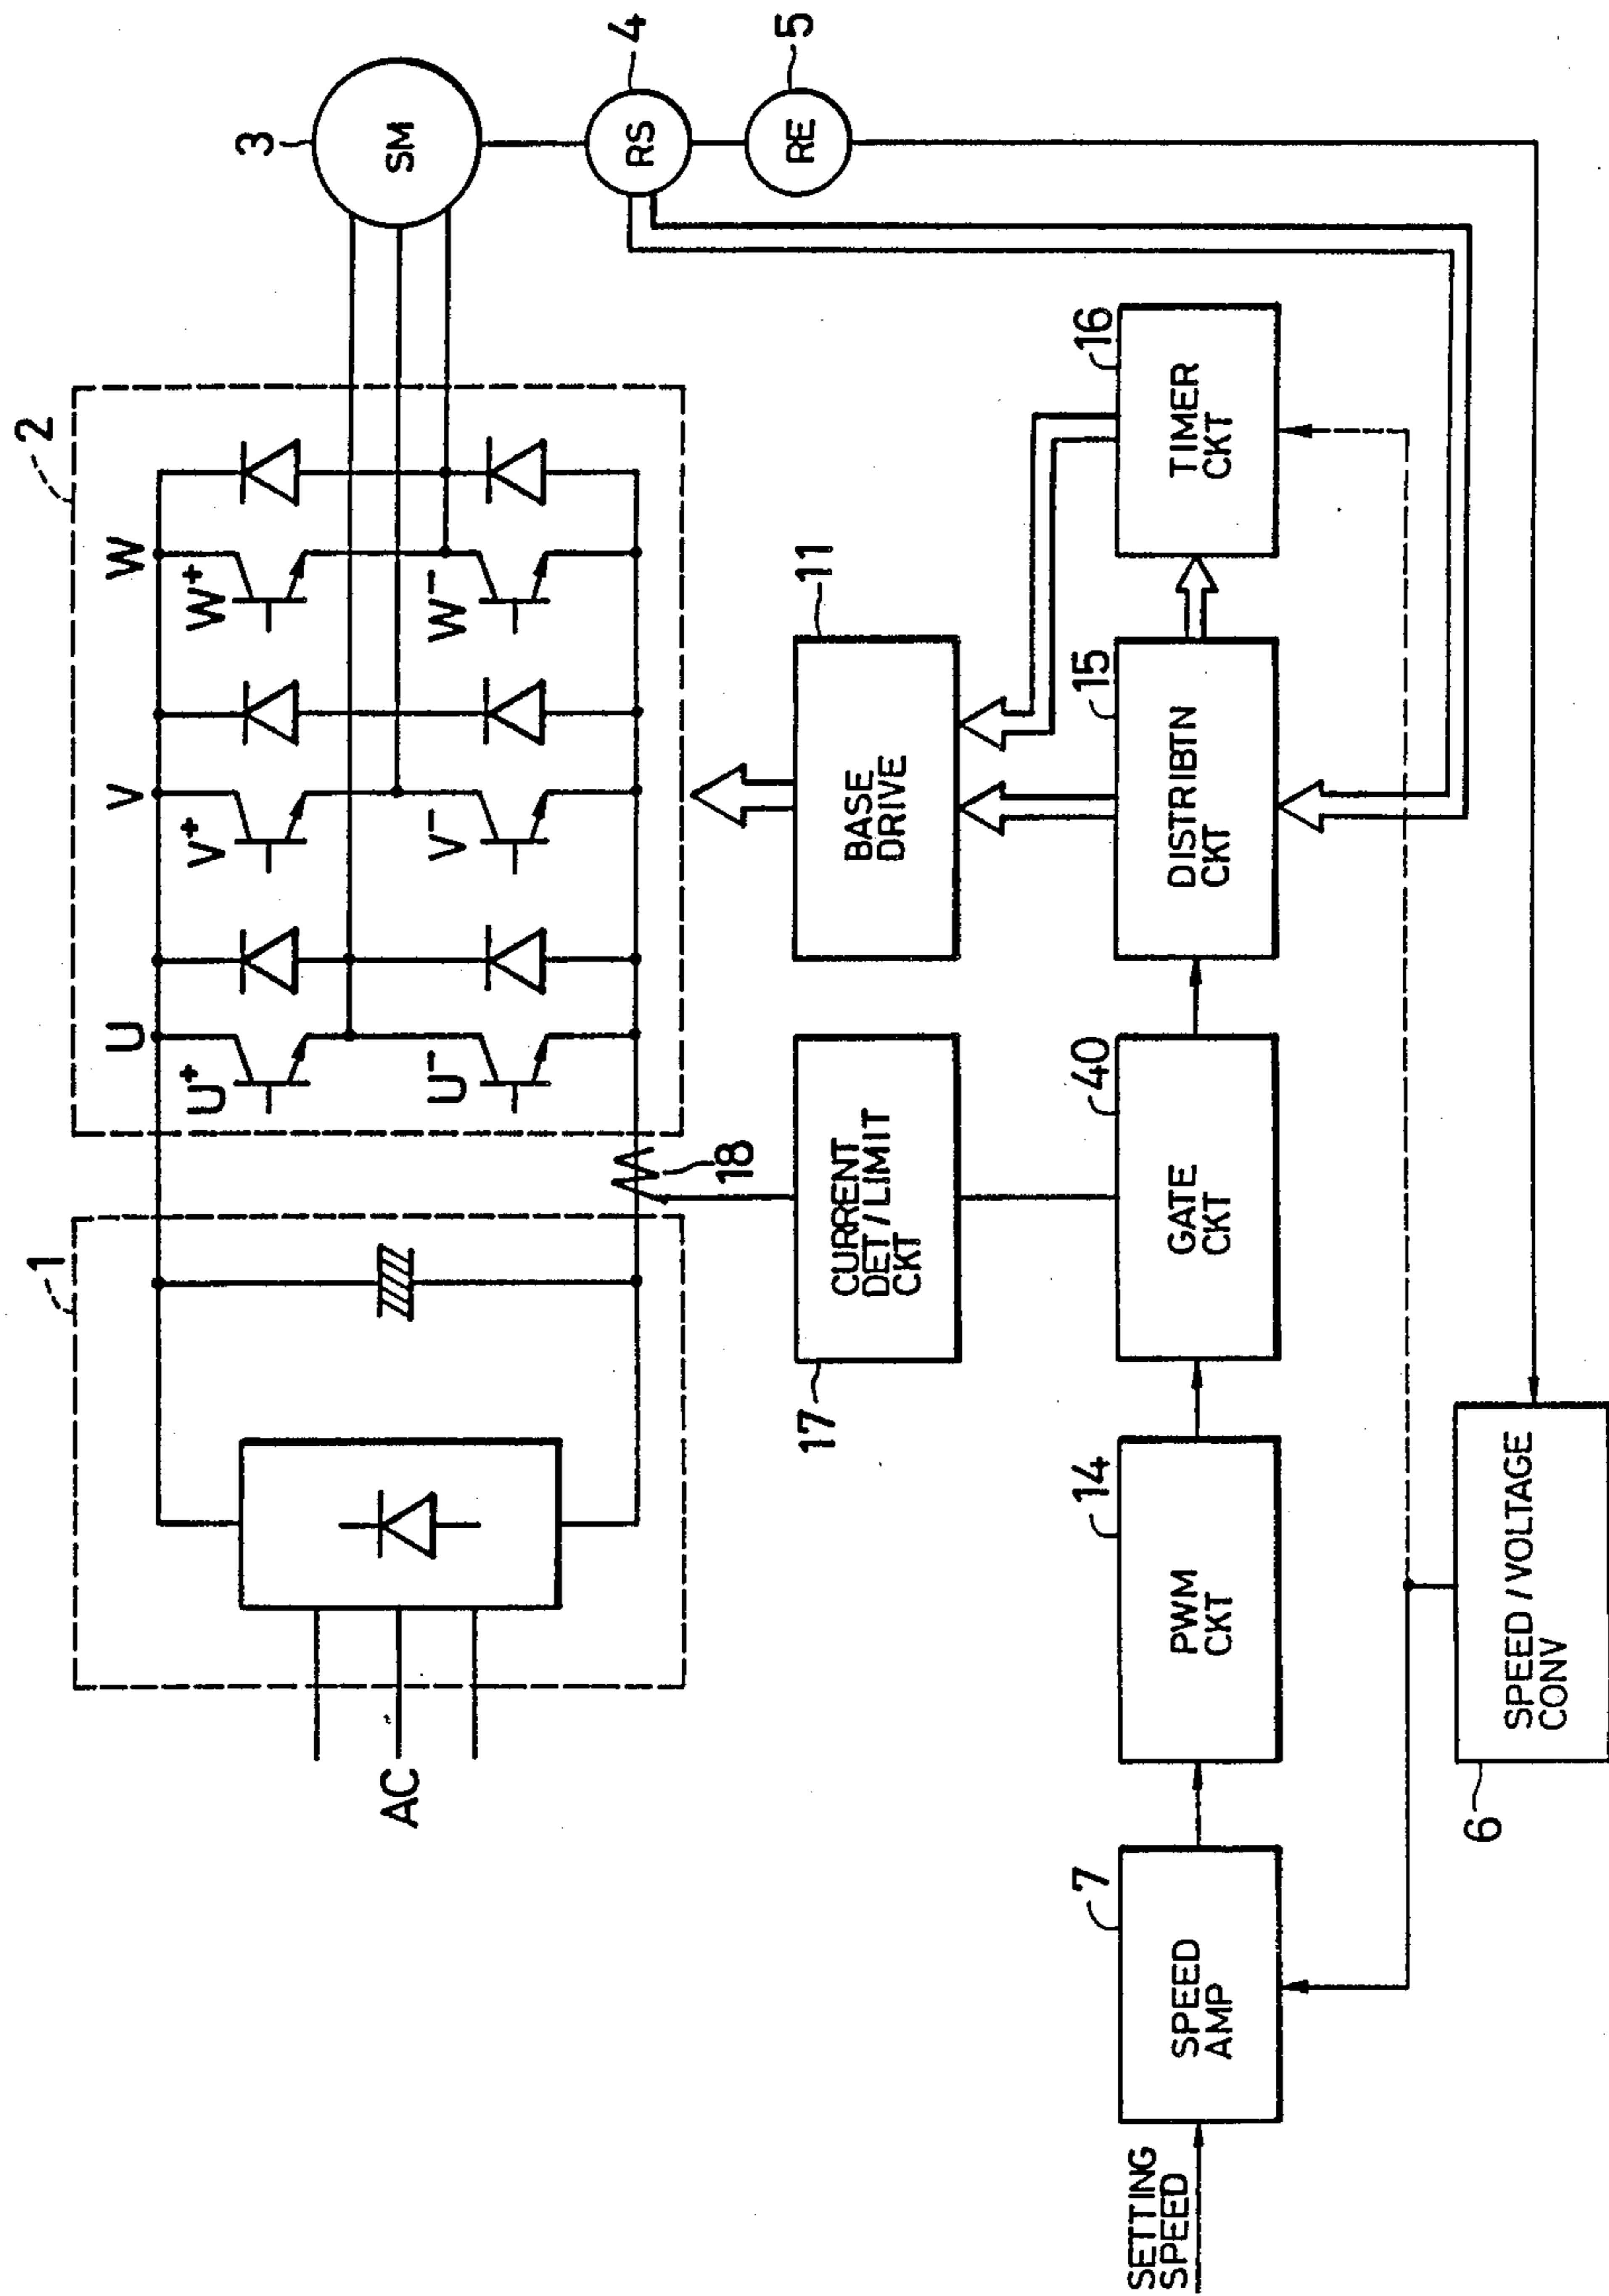 1
2
3
U
V
W
U+
V+
W+
U-
V-
W-
SM
4
RS
5
RE
AC
18
17
CURRENT
DET/LIMIT
CKT
11
BASE
DRIVE
SETTING
SPEED
7
SPEED
AMP
14
PWM
CKT
40
GATE
CKT
15
DISTRIBTN
CKT
16
TIMER
CKT
6
SPEED/VOLTAGE
CONV